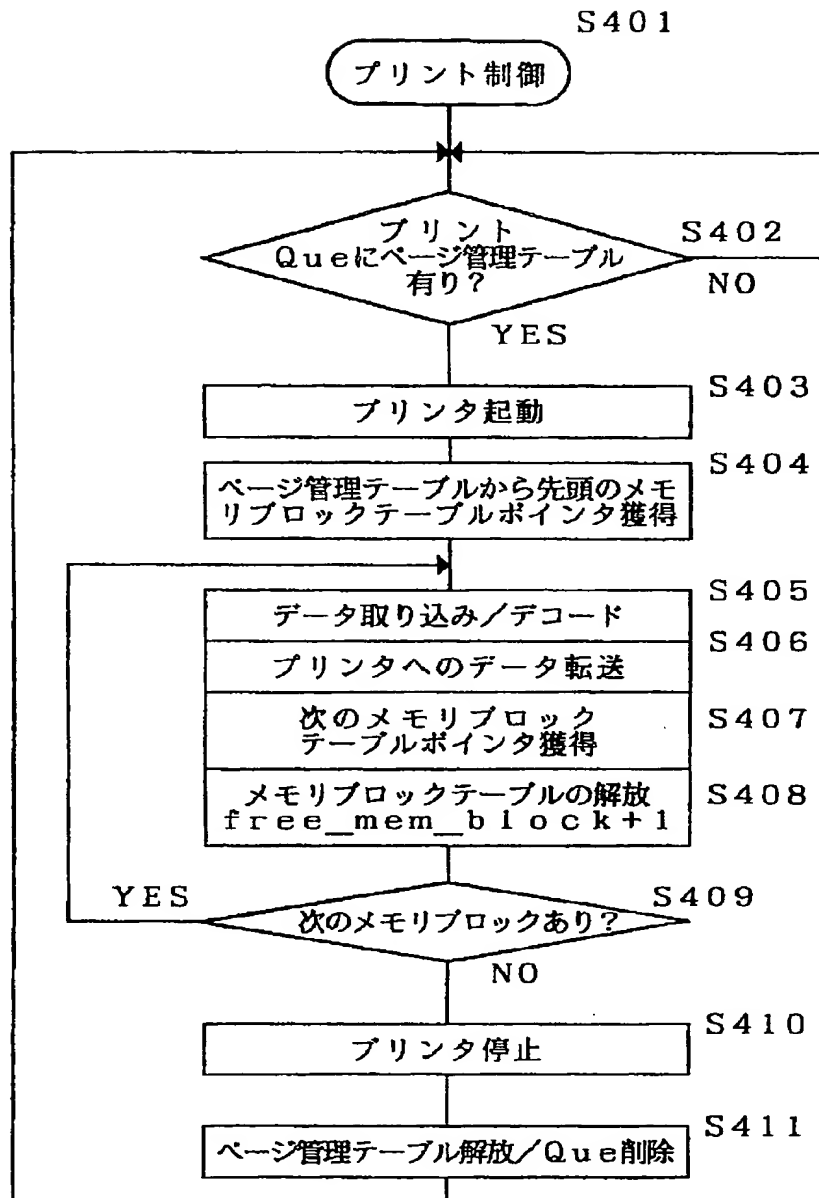 S401
プリント制御
プリント
Queにページ管理テーブル
有り?
S402
NO
YES
S403
プリンタ起動
S404
ページ管理テーブルから先頭のメモ
リブロックテーブルポインタ獲得
S405
データ取り込み/デコード
S406
プリンタへのデータ転送
次のメモリブロック
テーブルポインタ獲得
S407
メモリブロックテーブルの解放
free_mem_block+1
S408
YES
S409
次のメモリブロックあり?
NO
S410
プリンタ停止
S411
ページ管理テーブル解放/Que削除